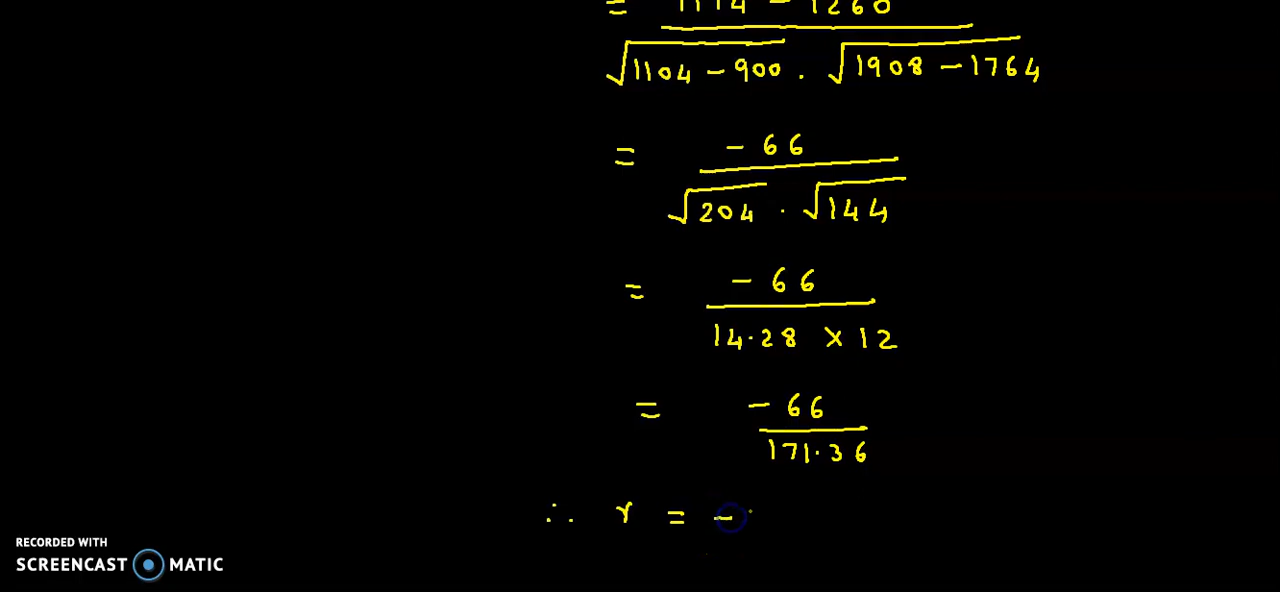 = 1194 - 1260
√1104 - 900 . √1908 - 1764
= - 66
√204 . √144
= - 66
14.28 × 12
= - 66
171.36
∴ r = -
RECORDED WITH
SCREENCAST MATIC